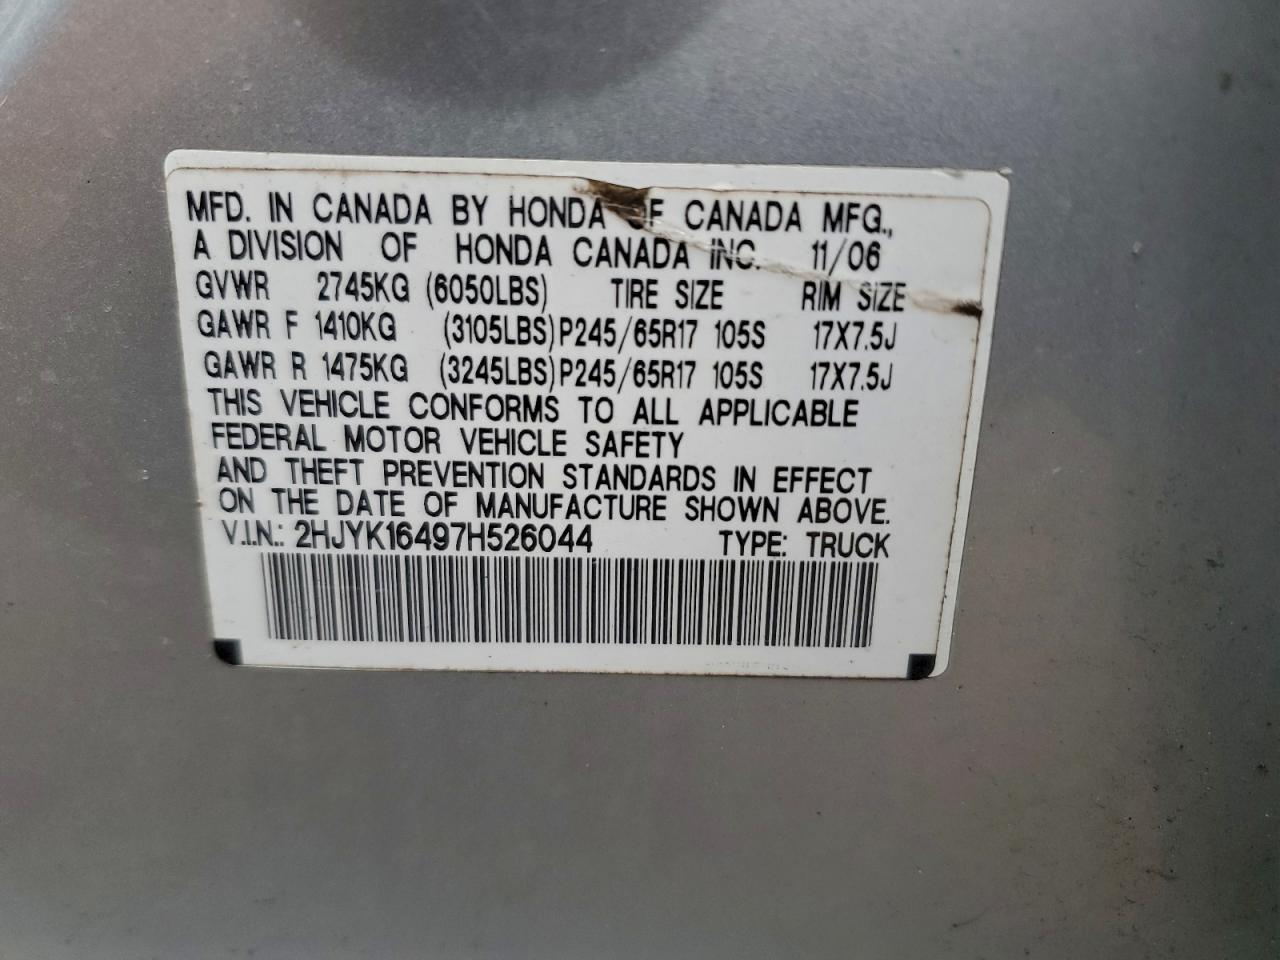 MFD. IN CANADA BY HONDA OF CANADA MFG.,
A DIVISION OF HONDA CANADA INC. 11/06
GVWR 2745KG (6050LBS) TIRE SIZE RIM SIZE
GAWR F 1410KG (3105LBS) P245/65R17 105S 17X7.5J
GAWR R 1475KG (3245LBS) P245/65R17 105S 17X7.5J
THIS VEHICLE CONFORMS TO ALL APPLICABLE
FEDERAL MOTOR VEHICLE SAFETY
AND THEFT PREVENTION STANDARDS IN EFFECT
ON THE DATE OF MANUFACTURE SHOWN ABOVE.
V.I.N.: 2HJYK16497H526044 TYPE: TRUCK